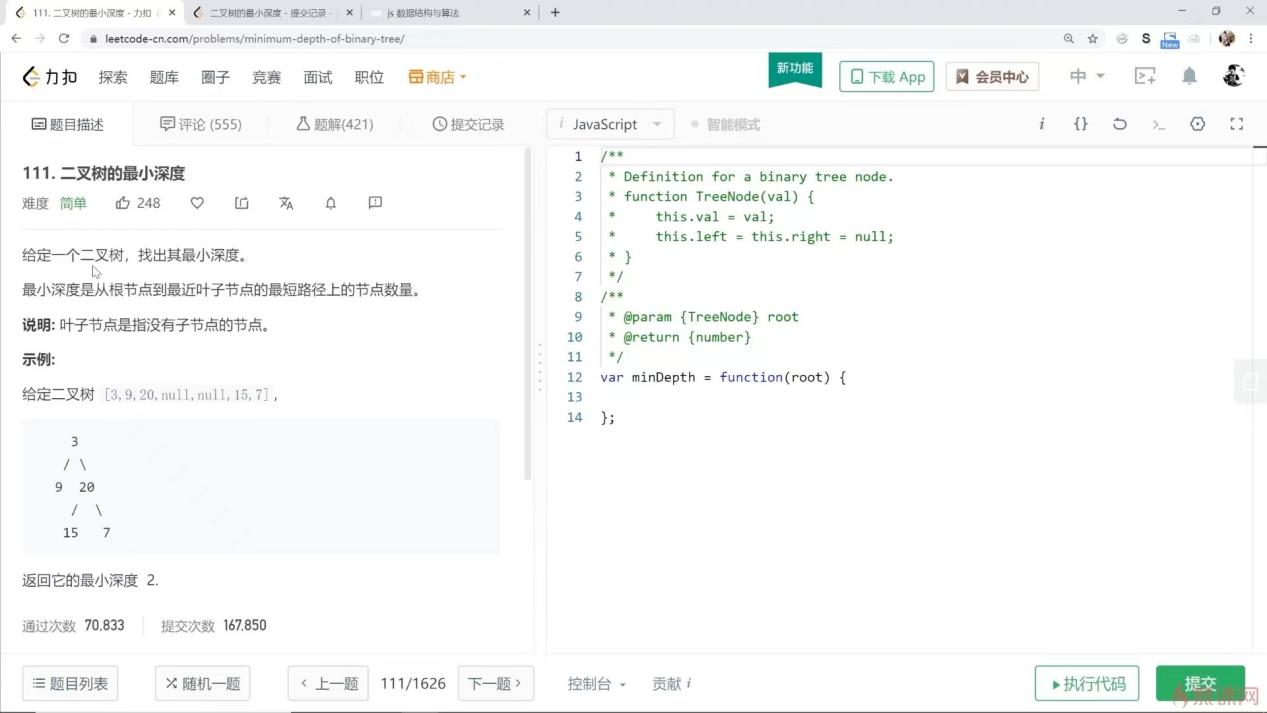 111. 二叉树的最小深度 - 力扣（
二叉树的最小深度 - 提交记录 -
js 数据结构与算法
leetcode-cn.com/problems/minimum-depth-of-binary-tree/
S
New
力扣 探索 题库 圈子 竞赛 面试 职位 商店
新功能
下载 App
会员中心
中
题目描述
评论 (555)
题解(421)
提交记录
i JavaScript
智能模式
i {}
111. 二叉树的最小深度
难度 简单 248
给定一个二叉树，找出其最小深度。
最小深度是从根节点到最近叶子节点的最短路径上的节点数量。
说明: 叶子节点是指没有子节点的节点。
示例:
给定二叉树 [3,9,20,null,null,15,7],
3
/ \
9 20
/ \
15 7
返回它的最小深度 2.
通过次数 70,833
提交次数 167,850
1 /**
2 * Definition for a binary tree node.
3 * function TreeNode(val) {
4 *     this.val = val;
5 *     this.left = this.right = null;
6 * }
7 */
8 /**
9 * @param {TreeNode} root
10 * @return {number}
11 */
12 var minDepth = function(root) {
13
14 };
题目列表
随机一题
上一题
111/1626
下一题
控制台
贡献 i
执行代码
提交
慕课网